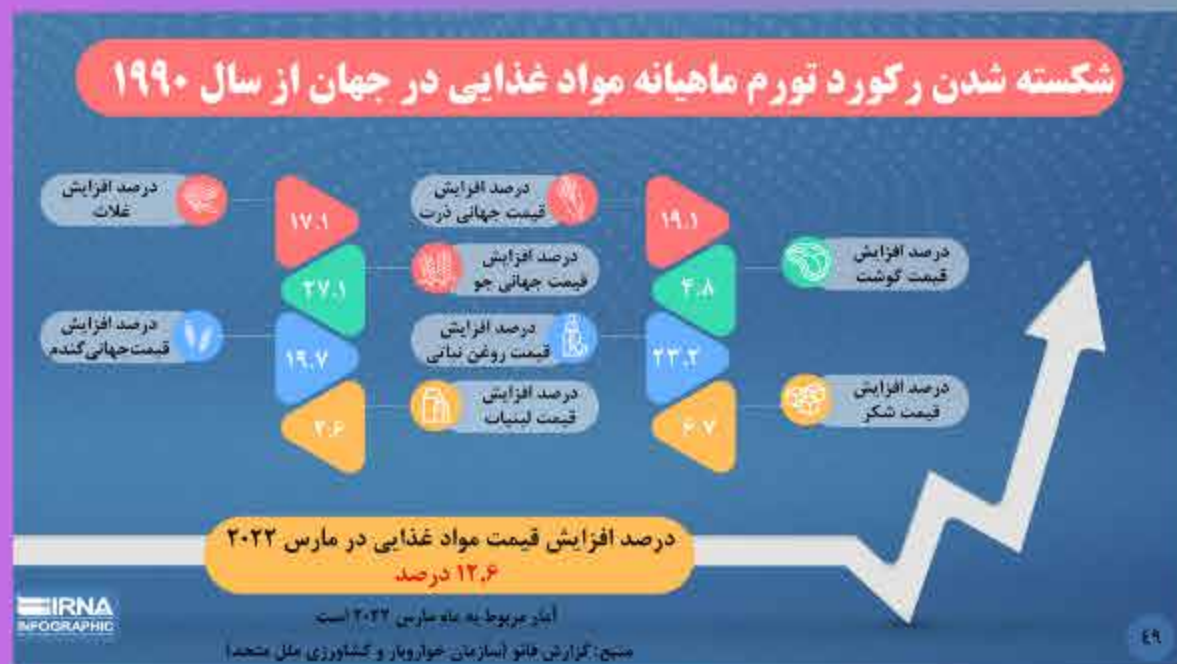 شکسته شدن رکورد تورم ماهیانه مواد غذایی در جهان از سال ۱۹۹۰
درصد افزایش
قیمت جهانی ذرت
۱۹.۱
درصد افزایش
قیمت گوشت
۴.۸
درصد افزایش
قیمت روغن نباتی
۲۳.۲
درصد افزایش
قیمت شکر
۶.۷
درصد افزایش
غلات
۱۷.۱
درصد افزایش
قیمت جهانی جو
۲۷.۱
درصد افزایش
قیمت‌جهانی‌گندم
۱۹.۷
درصد افزایش
قیمت لبنیات
۲.۶
درصد افزایش قیمت مواد غذایی در مارس ۲۰۲۲
۱۲.۶ درصد
آمار مربوط به ماه مارس ۲۰۲۲ است
منبع: گزارش فائو (سازمان خواروبار و کشاورزی ملل متحد)
IRNA
INFOGRAPHIC
٤٩